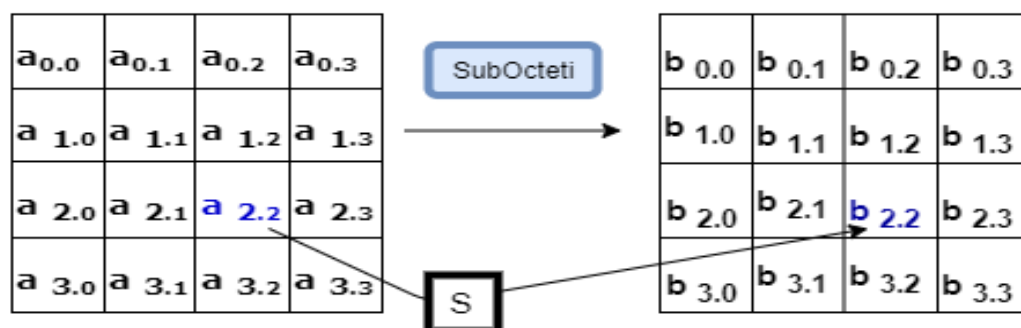 a0.0 a0.1 a0.2 a0.3
SubOcteti
b 0.0 b 0.1 b 0.2 b 0.3
a 1.0 a 1.1 a 1.2 a 1.3
b 1.0 b 1.1 b 1.2 b 1.3
a 2.0 a 2.1 a 2.2 a 2.3
b 2.0 b 2.1 b 2.2 b 2.3
a 3.0 a 3.1 a 3.2 a 3.3
S
b 3.0 b 3.1 b 3.2 b 3.3